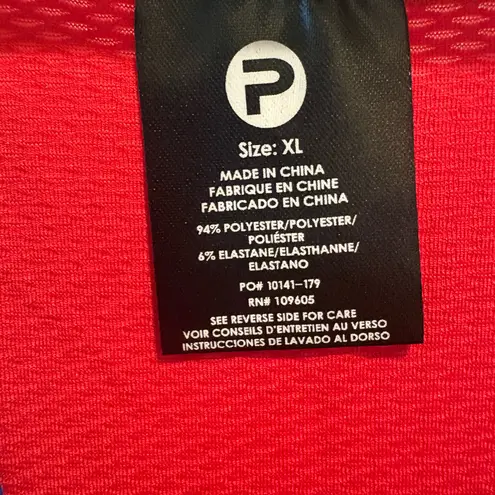 P
Size: XL
MADE IN CHINA
FABRIQUE EN CHINE
FABRICADO EN CHINA
94% POLYESTER/POLYESTER/
POLIÉSTER
6% ELASTANE/ELASTHANNE/
ELASTANO
PO# 10141-179
RN# 109605
SEE REVERSE SIDE FOR CARE
VOIR CONSEILS D'ENTRETIEN AU VERSO
INSTRUCCIONES DE LAVADO AL DORSO